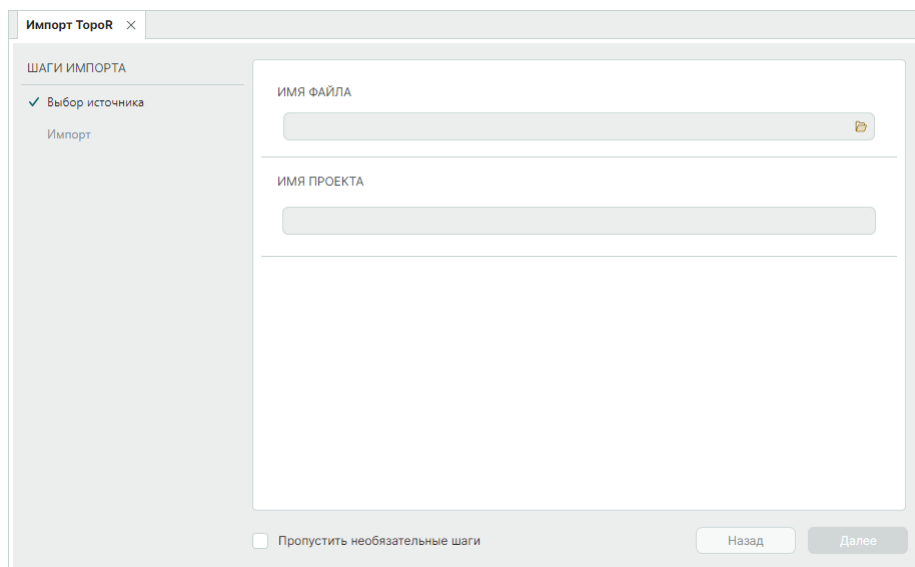 Импорт TopoR
ШАГИ ИМПОРТА
Выбор источника
Импорт
ИМЯ ФАЙЛА
ИМЯ ПРОЕКТА
Пропустить необязательные шаги
Назад
Далее